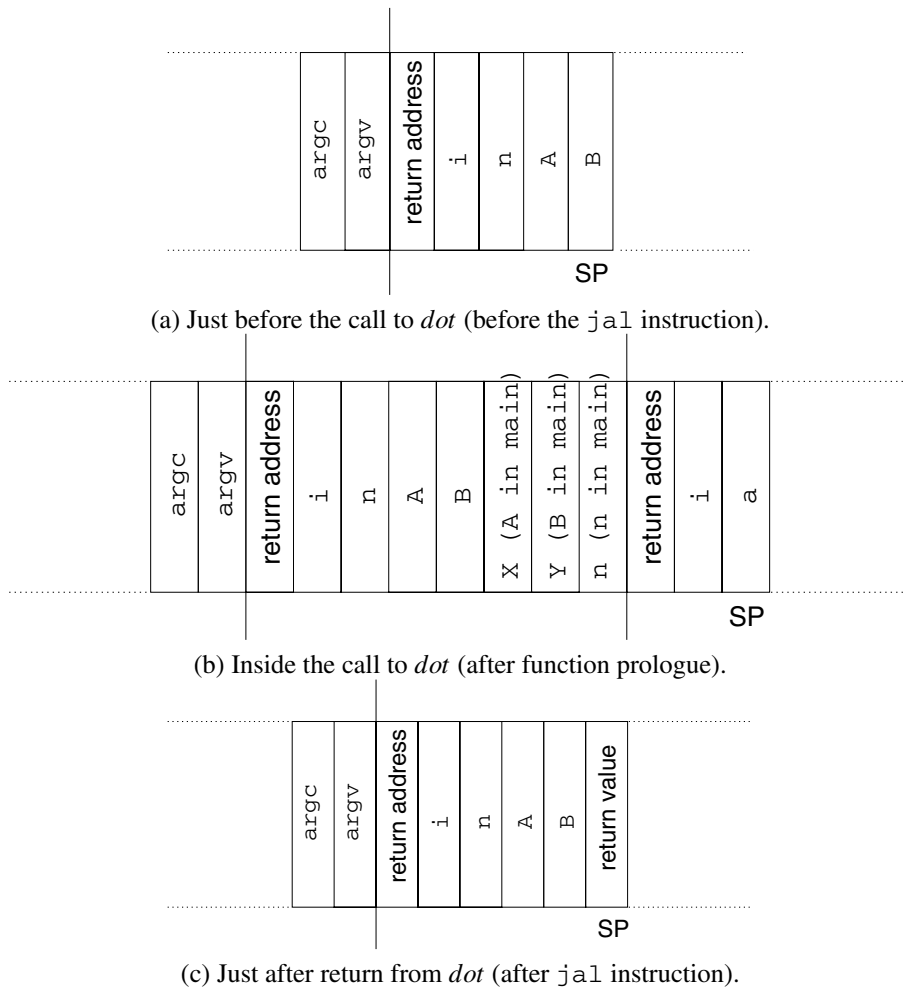 argc
argv
return address
i
n
A
B
SP
(a) Just before the call to dot (before the jal instruction).
argc
argv
return address
i
n
A
B
X (A in main)
Y (B in main)
n (n in main)
return address
i
a
SP
(b) Inside the call to dot (after function prologue).
argc
argv
return address
i
n
A
B
return value
SP
(c) Just after return from dot (after jal instruction).